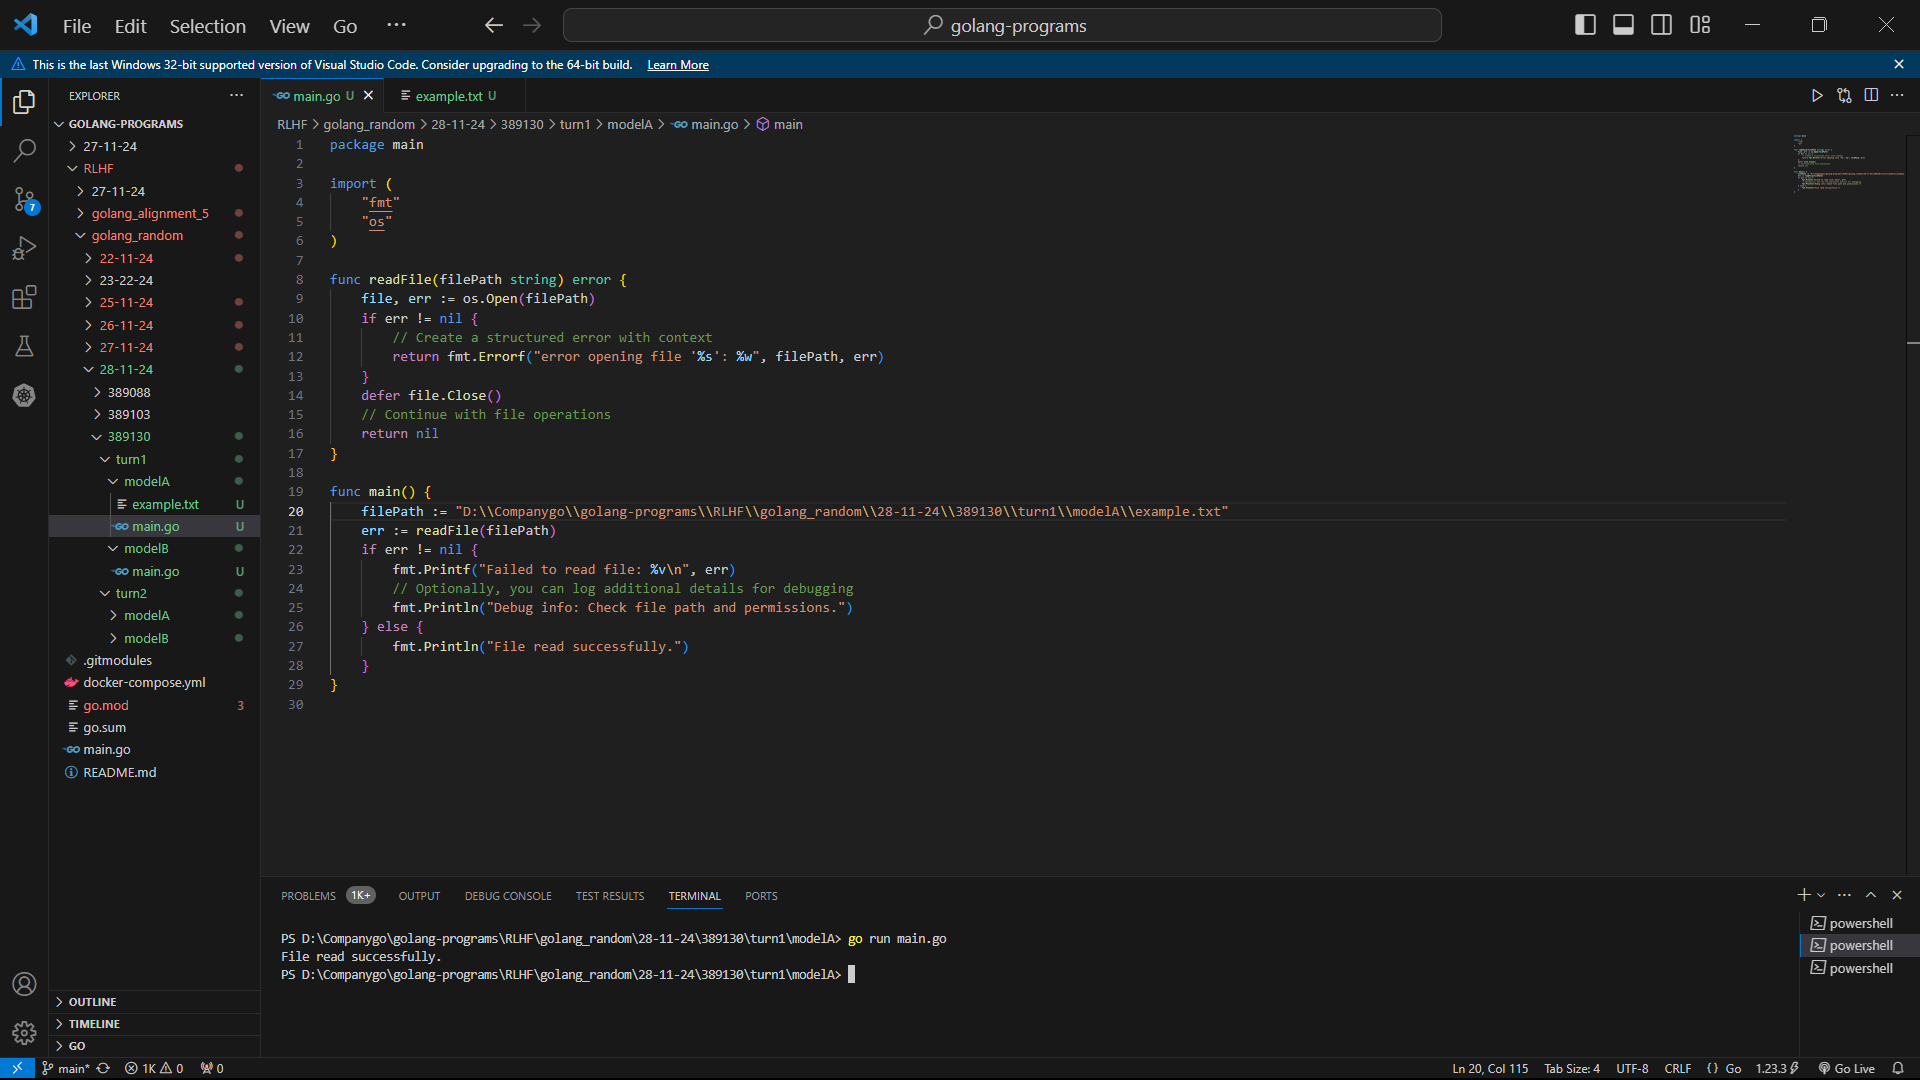 File Edit Selection View Go ···
golang-programs
This is the last Windows 32-bit supported version of Visual Studio Code. Consider upgrading to the 64-bit build. Learn More
EXPLORER
GOLANG-PROGRAMS
27-11-24
RLHF
27-11-24
golang_alignment_5
golang_random
22-11-24
23-22-24
25-11-24
26-11-24
27-11-24
28-11-24
389088
389103
389130
turn1
modelA
example.txt U
main.go U
modelB
main.go U
turn2
modelA
modelB
.gitmodules
docker-compose.yml
go.mod 3
go.sum
main.go
README.md
OUTLINE
TIMELINE
GO
7
main.go U
example.txt U
RLHF > golang_random > 28-11-24 > 389130 > turn1 > modelA > main.go > main
1 package main
2
3 import (
4 "fmt"
5 "os"
6 )
7
8 func readFile(filePath string) error {
9 file, err := os.Open(filePath)
10 if err != nil {
11 // Create a structured error with context
12 return fmt.Errorf("error opening file '%s': %w", filePath, err)
13 }
14 defer file.Close()
15 // Continue with file operations
16 return nil
17 }
18
19 func main() {
20 filePath := "D:\\Companygo\\golang-programs\\RLHF\\golang_random\\28-11-24\\389130\\turn1\\modelA\\example.txt"
21 err := readFile(filePath)
22 if err != nil {
23 fmt.Printf("Failed to read file: %v\n", err)
24 // Optionally, you can log additional details for debugging
25 fmt.Println("Debug info: Check file path and permissions.")
26 } else {
27 fmt.Println("File read successfully.")
28 }
29 }
30
PROBLEMS 1K+ OUTPUT DEBUG CONSOLE TEST RESULTS TERMINAL PORTS
PS D:\Companygo\golang-programs\RLHF\golang_random\28-11-24\389130\turn1\modelA> go run main.go
File read successfully.
PS D:\Companygo\golang-programs\RLHF\golang_random\28-11-24\389130\turn1\modelA>
powershell
powershell
powershell
main* 1K 0 0
Ln 20, Col 115 Tab Size: 4 UTF-8 CRLF {} Go 1.23.3 Go Live